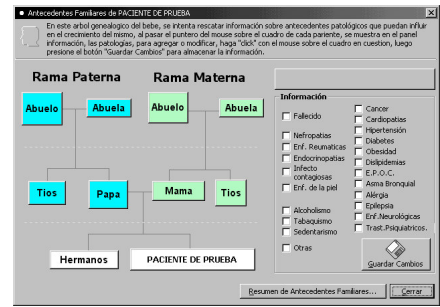 Antecedentes Familiares de PACIENTE DE PRUEBA
En este arbol genealogico del bebe, se intenta rescatar información sobre antecedentes patológicos que puedan influir
en el crecimiento del mismo, al pasar el puntero del mouse sobre el cuadro de cada pariente, se muestra en el panel
información, las patologías, para agregar o modificar, haga "click" con el mouse sobre el cuadro en cuestion, luego
presione el botón "Guardar Cambios" para almacenar la información.
Rama Paterna
Rama Materna
Abuelo
Abuela
Abuelo
Abuela
Tios
Papa
Mama
Tios
Hermanos
PACIENTE DE PRUEBA
Información
Fallecido
Nefropatias
Enf. Reumaticas
Endocrinopatias
Infecto
contagiosas
Enf. de la piel
Alcoholismo
Tabaquismo
Sedentarismo
Otras
Cancer
Cardiopatias
Hipertensión
Diabetes
Obesidad
Dislipidemias
E.P.O.C.
Asma Bronquial
Alérgia
Epilepsia
Enf.Neurológicas
Trast.Psiquiatricos.
Guardar Cambios
Resumen de Antecedentes Familiares...
Cerrar